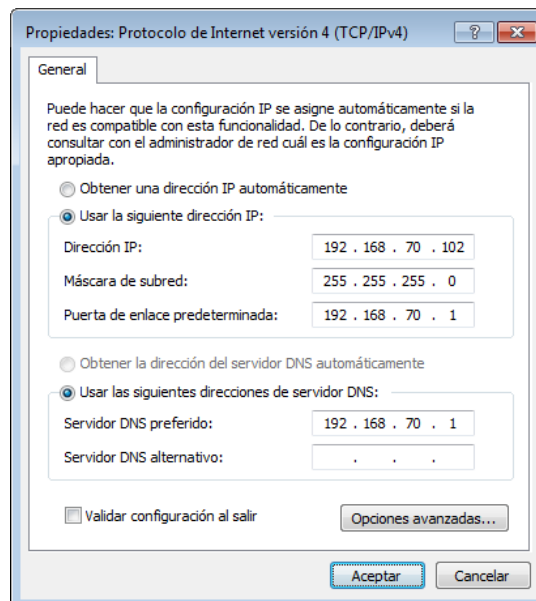 Propiedades: Protocolo de Internet versión 4 (TCP/IPv4)
General
Puede hacer que la configuración IP se asigne automáticamente si la
red es compatible con esta funcionalidad. De lo contrario, deberá
consultar con el administrador de red cuál es la configuración IP
apropiada.
Obtener una dirección IP automáticamente
Usar la siguiente dirección IP:
Dirección IP: 192 . 168 . 70 . 102
Máscara de subred: 255 . 255 . 255 . 0
Puerta de enlace predeterminada: 192 . 168 . 70 . 1
Obtener la dirección del servidor DNS automáticamente
Usar las siguientes direcciones de servidor DNS:
Servidor DNS preferido: 192 . 168 . 70 . 1
Servidor DNS alternativo: . . .
Validar configuración al salir Opciones avanzadas...
Aceptar Cancelar